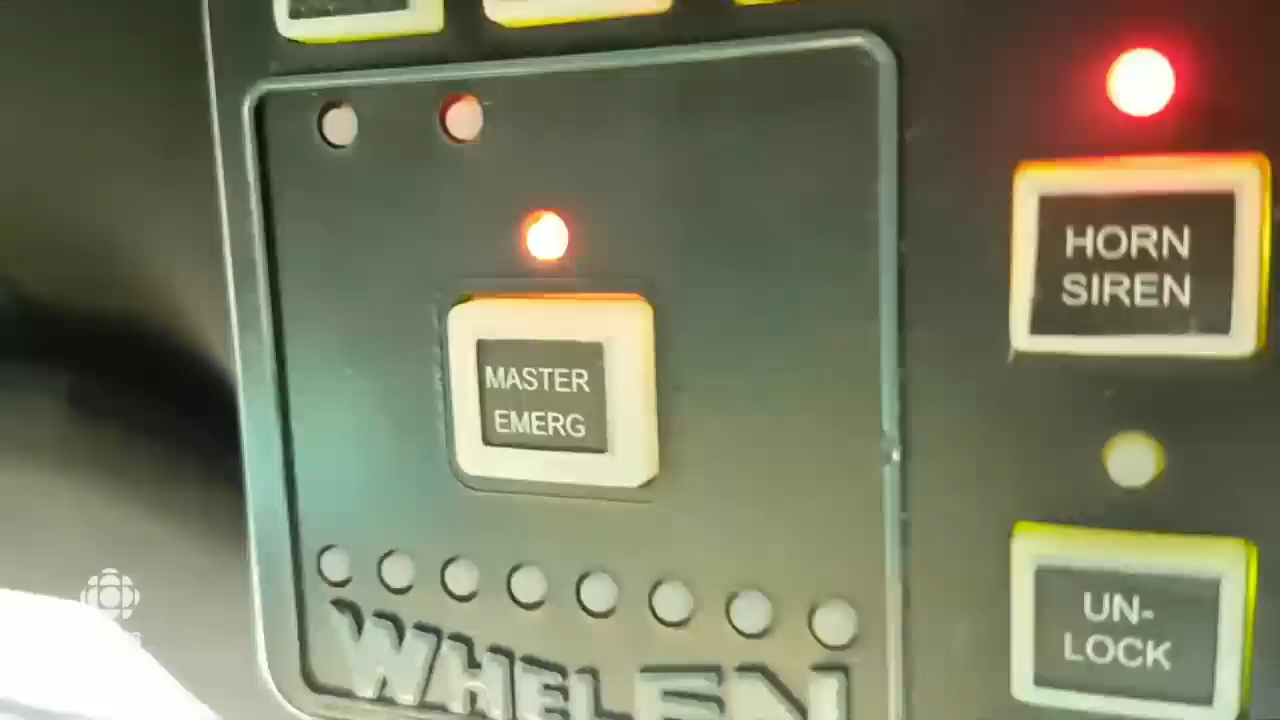 MASTER
EMERG
HORN
SIREN
UN-
LOCK
WHELEN